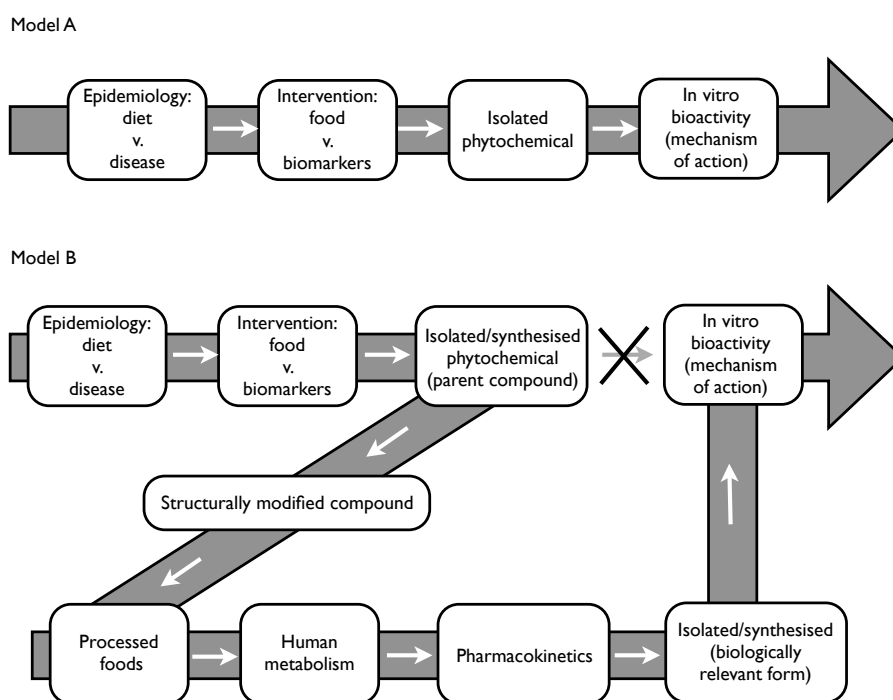 Model A
Epidemiology:
diet
v.
disease
Intervention:
food
v.
biomarkers
Isolated
phytochemical
In vitro
bioactivity
(mechanism
of action)
Model B
Epidemiology:
diet
v.
disease
Intervention:
food
v.
biomarkers
Isolated/synthesised
phytochemical
(parent compound)
In vitro
bioactivity
(mechanism
of action)
Structurally modified compound
Processed
foods
Human
metabolism
Pharmacokinetics
Isolated/synthesised
(biologically
relevant form)